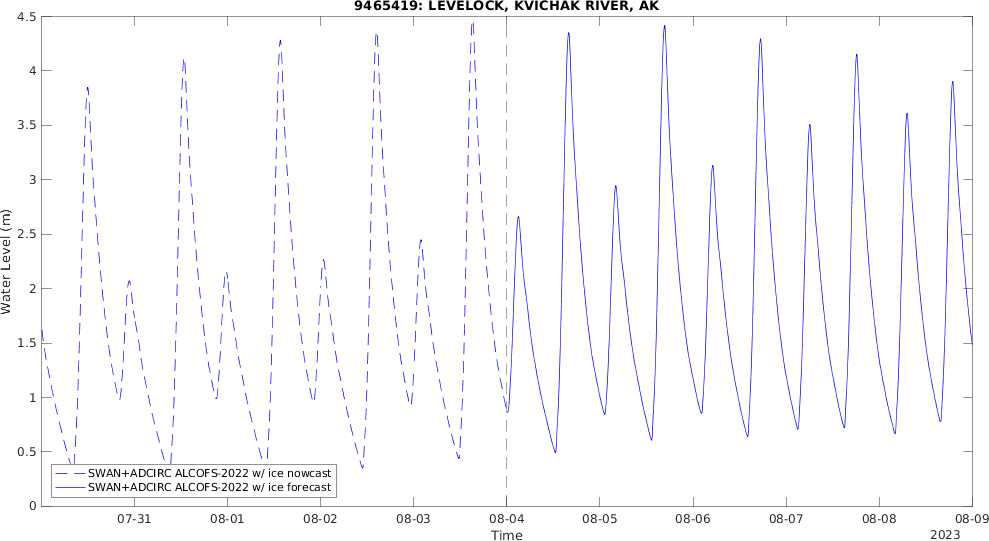 9465419: LEVELOCK, KVICHAK RIVER, AK
4.5
4
3.5
3
2.5
2
1.5
1
0.5
0
Water Level (m)
SWAN+ADCIRC ALCOFS-2022 w/ ice nowcast
SWAN+ADCIRC ALCOFS-2022 w/ ice forecast
07-31 08-01 08-02 08-03 08-04 08-05 08-06 08-07 08-08 08-09
Time
2023